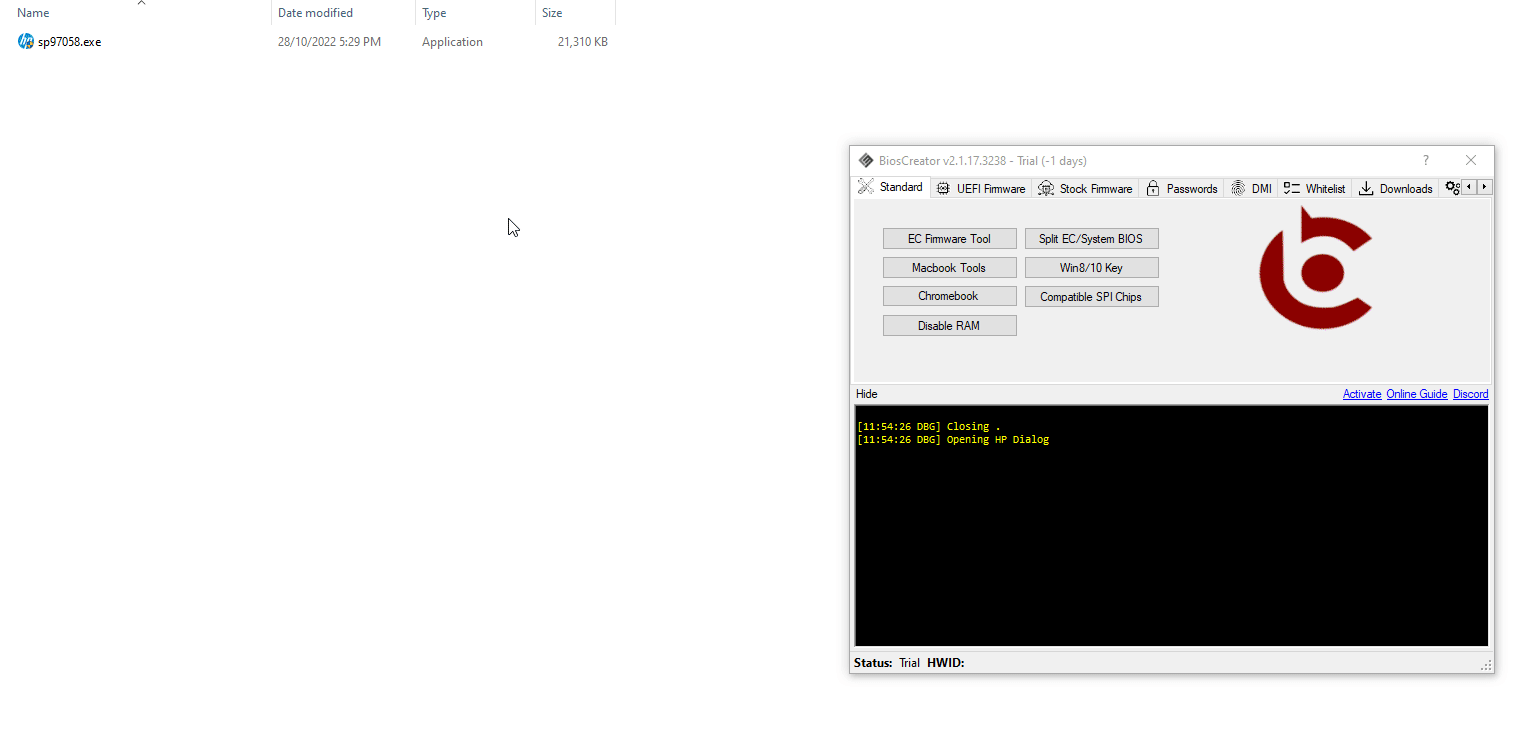 Name Date modified Type Size
sp97058.exe 28/10/2022 5:29 PM Application 21,310 KB
BiosCreator v2.1.17.3238 - Trial (-1 days) ?
Standard UEFI Firmware Stock Firmware Passwords DMI Whitelist Downloads
EC Firmware Tool Split EC/System BIOS
Macbook Tools Win8/10 Key
Chromebook Compatible SPI Chips
Disable RAM
Hide Activate Online Guide Discord
[11:54:26 DBG] Closing .
[11:54:26 DBG] Opening HP Dialog
Status: Trial HWID: